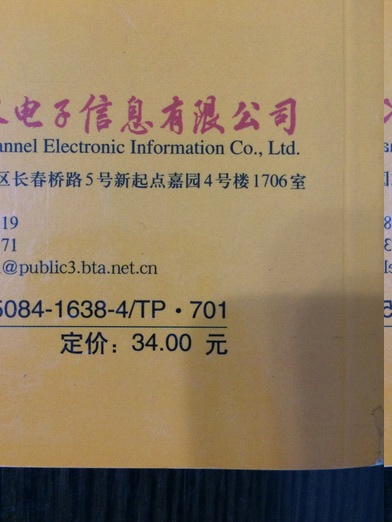 电子信息有限公司
nnel Electronic Information Co., Ltd.
区长春桥路5号新起点嘉园4号楼1706室
19
71
@public3.bta.net.cn
5084-1638-4/TP·701
定价：34.00 元